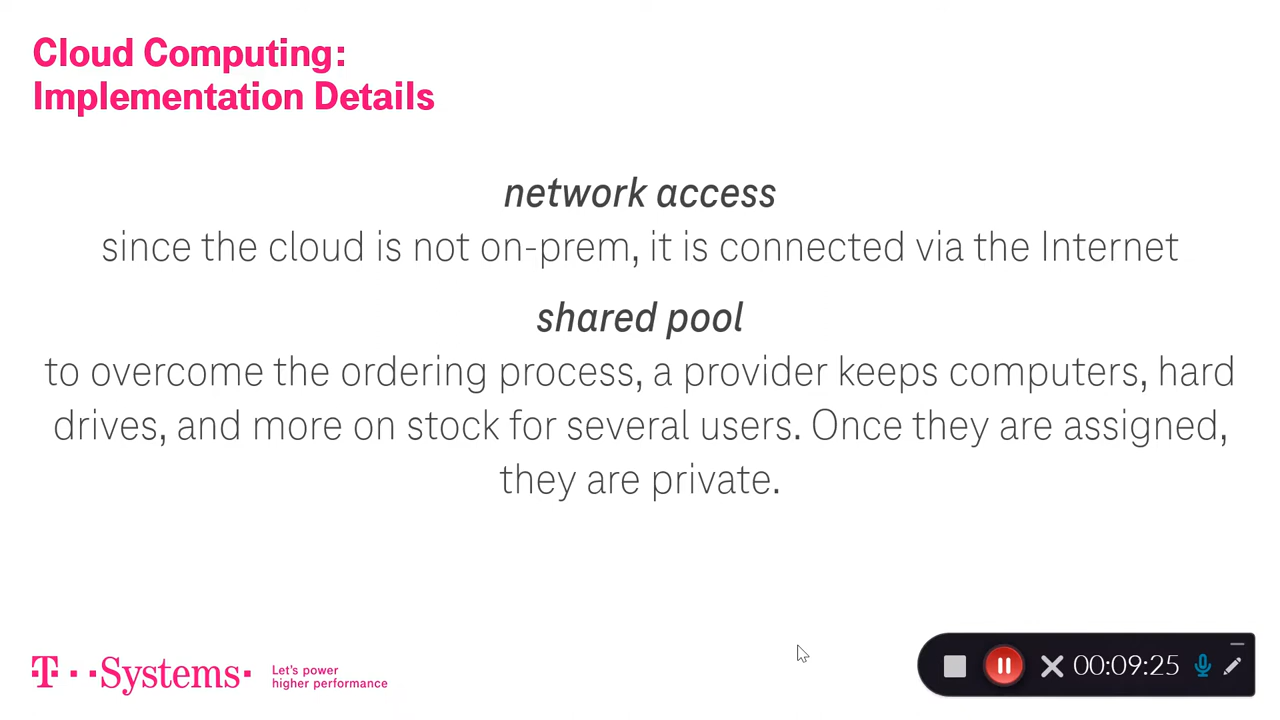 Cloud Computing:
Implementation Details
network access
since the cloud is not on-prem, it is connected via the Internet
shared pool
to overcome the ordering process, a provider keeps computers, hard
drives, and more on stock for several users. Once they are assigned,
they are private.
T··Systems·
Let's power
higher performance
00:09:25